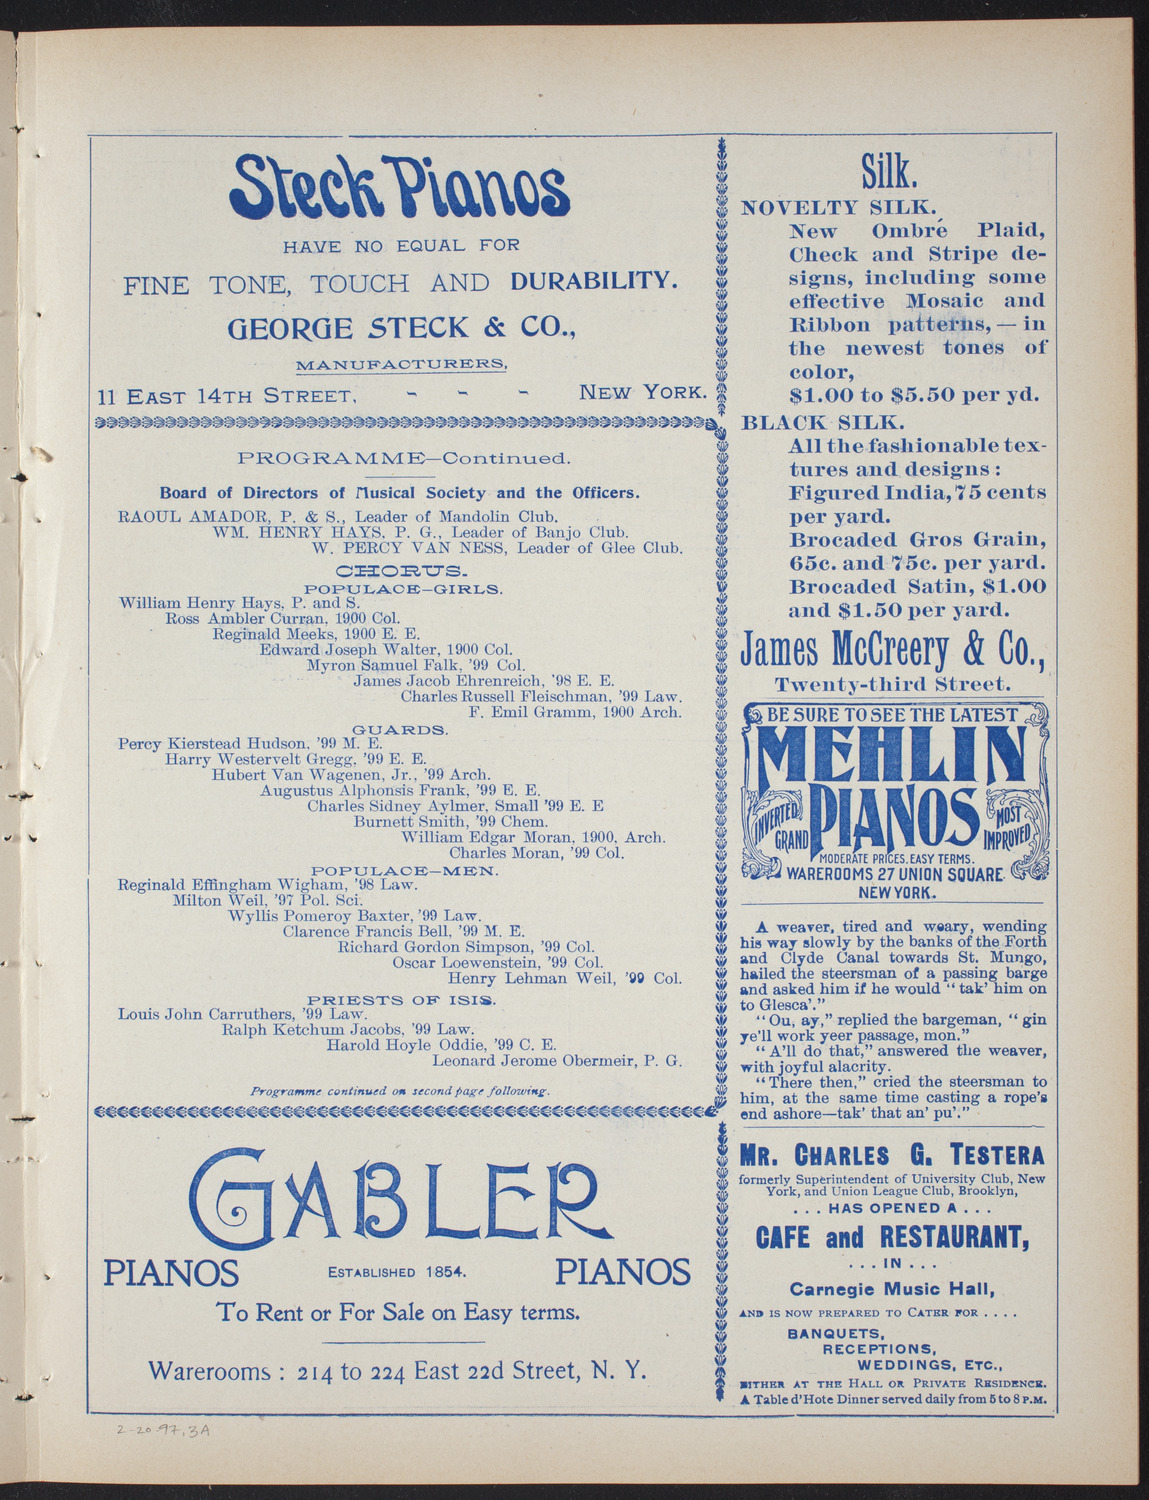 Steck Pianos
HAVE NO EQUAL FOR
FINE TONE, TOUCH AND DURABILITY.
GEORGE STECK & CO.,
MANUFACTURERS,
11 EAST 14TH STREET, - - - NEW YORK.
PROGRAMME—Continued.
Board of Directors of Musical Society and the Officers.
RAOUL AMADOR, P. & S., Leader of Mandolin Club.
WM. HENRY HAYS, P. G., Leader of Banjo Club.
W. PERCY VAN NESS, Leader of Glee Club.
CHORUS.
POPULACE—GIRLS.
William Henry Hays, P. and S.
Ross Ambler Curran, 1900 Col.
Reginald Meeks, 1900 E. E.
Edward Joseph Walter, 1900 Col.
Myron Samuel Falk, '99 Col.
James Jacob Ehrenreich, '98 E. E.
Charles Russell Fleischman, '99 Law.
F. Emil Gramm, 1900 Arch.
GUARDS.
Percy Kierstead Hudson, '99 M. E.
Harry Westervelt Gregg, '99 E. E.
Hubert Van Wagenen, Jr., '99 Arch.
Augustus Alphonsis Frank, '99 E. E.
Charles Sidney Aylmer, Small '99 E. E
Burnett Smith, '99 Chem.
William Edgar Moran, 1900, Arch.
Charles Moran, '99 Col.
POPULACE—MEN.
Reginald Effingham Wigham, '98 Law.
Milton Weil, '97 Pol. Sci.
Wyllis Pomeroy Baxter, '99 Law.
Clarence Francis Bell, '99 M. E.
Richard Gordon Simpson, '99 Col.
Oscar Loewenstein, '99 Col.
Henry Lehman Weil, '99 Col.
PRIESTS OF ISIS.
Louis John Carruthers, '99 Law.
Ralph Ketchum Jacobs, '99 Law.
Harold Hoyle Oddie, '99 C. E.
Leonard Jerome Obermeir, P. G.
Programme continued on second page following.
GABLER
PIANOS ESTABLISHED 1854. PIANOS
To Rent or For Sale on Easy terms.
Warerooms : 214 to 224 East 22d Street, N. Y.
Silk.
NOVELTY SILK.
New Ombré Plaid,
Check and Stripe de-
signs, including some
effective Mosaic and
Ribbon patterns,—in
the newest tones of
color,
$1.00 to $5.50 per yd.
BLACK SILK.
All the fashionable tex-
tures and designs :
Figured India, 75 cents
per yard.
Brocaded Gros Grain,
65c. and 75c. per yard.
Brocaded Satin, $1.00
and $1.50 per yard.
James McCreery & Co.,
Twenty-third Street.
BE SURE TO SEE THE LATEST
MEHLIN
PIANOS
INVERTED GRAND
MOST IMPROVED
MODERATE PRICES. EASY TERMS.
WAREROOMS 27 UNION SQUARE
NEW YORK.
A weaver, tired and weary, wending
his way slowly by the banks of the Forth
and Clyde Canal towards St. Mungo,
hailed the steersman of a passing barge
and asked him if he would "tak' him on
to Glesca'."
"Ou, ay," replied the bargeman, "gin
ye'll work yeer passage, mon."
"A'll do that," answered the weaver,
with joyful alacrity.
"There then," cried the steersman to
him, at the same time casting a rope's
end ashore—tak' that an' pu'."
MR. CHARLES G. TESTERA
formerly Superintendent of University Club, New
York, and Union League Club, Brooklyn,
. . . HAS OPENED A . . .
CAFE and RESTAURANT,
. . . IN . . .
Carnegie Music Hall,
AND IS NOW PREPARED TO CATER FOR . . . .
BANQUETS,
RECEPTIONS,
WEDDINGS, ETC.,
EITHER AT THE HALL OR PRIVATE RESIDENCE.
A Table d'Hote Dinner served daily from 5 to 8 P.M.
2-20-97, 3A